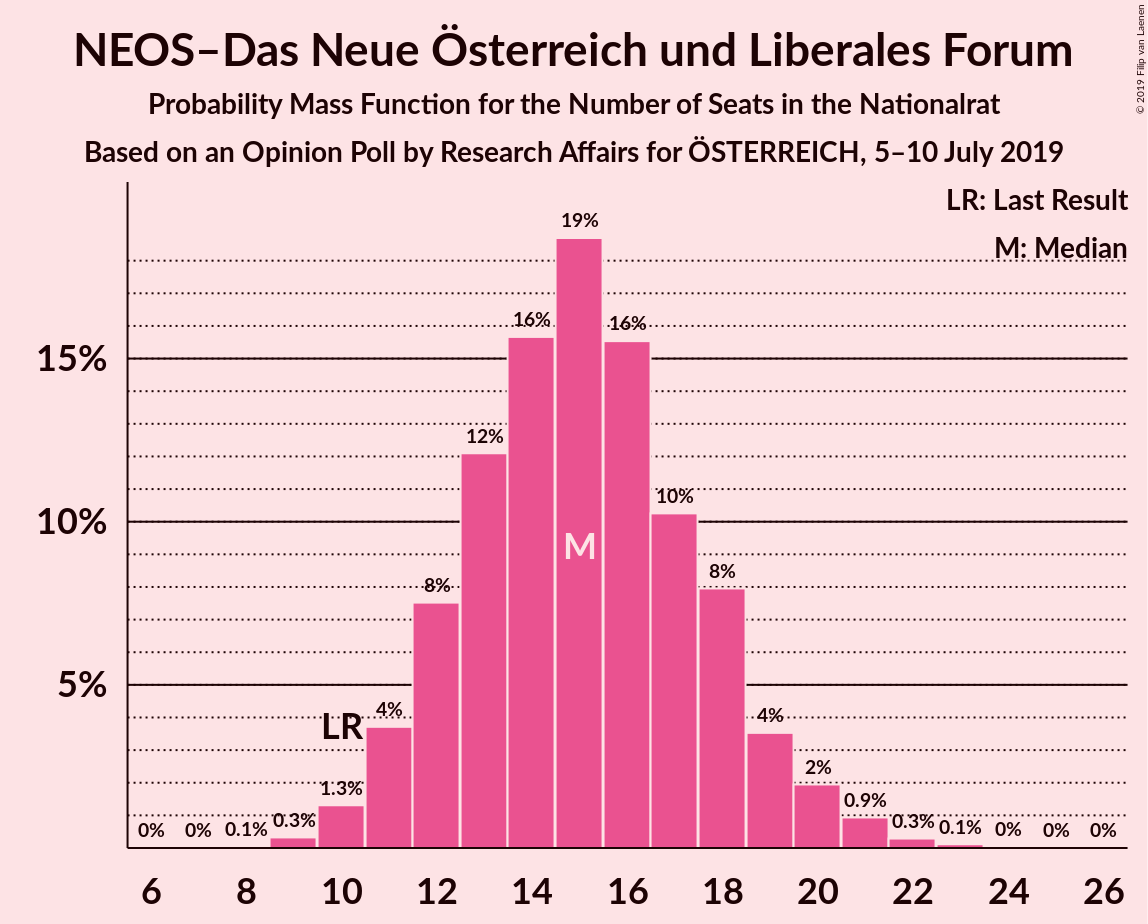 NEOS–Das Neue Österreich und Liberales Forum
Probability Mass Function for the Number of Seats in the Nationalrat
Based on an Opinion Poll by Research Affairs for ÖSTERREICH, 5–10 July 2019
© 2019 Filip van Laenen
LR: Last Result
M: Median
19%
16%
16%
15%
12%
10%
10%
M
8%
8%
5%
LR
4%
4%
2%
1.3%
0.9%
0% 0% 0.1% 0.3% 0.3% 0.1% 0% 0% 0%
6 8 10 12 14 16 18 20 22 24 26